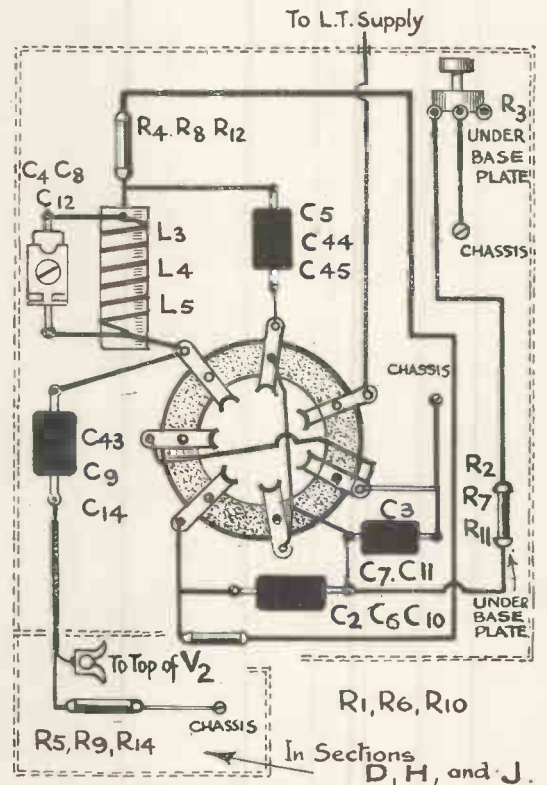 To L.T. Supply
R4. R8 R12
R3
UNDER
BASE
PLATE
CHASSIS
C4 C8
C12
L3
L4
L5
C5
C44
C45
CHASSIS
C43
C9
C14
C3
C7. C11
R2
R7
R11
UNDER
BASE
PLATE
C2 C6 C10
To Top of V2
CHASSIS
R1, R6, R10
R5, R9, R14
In Sections
D, H, and J.